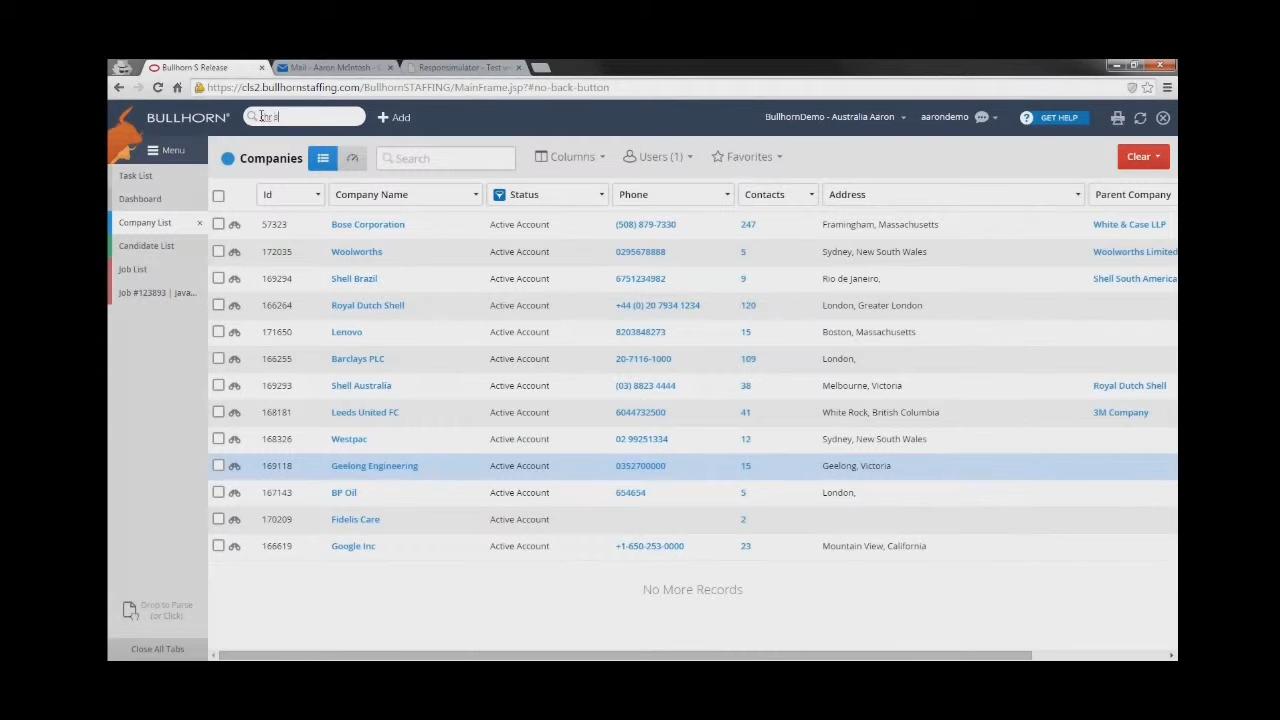 Bullhorn S Release
Mail - Aaron McIntosh -
Responsimulator - Test
https://cls2.bullhornstaffing.com/BullhornSTAFFING/MainFrame.jsp?#no-back-button
BULLHORN®
Add
BullhornDemo - Australia Aaron
aarondemo
GET HELP
Menu
Companies
Search
Columns
Users (1)
Favorites
Clear
Task List
Dashboard
Company List
Candidate List
Job List
Job #123893 | Java...
Id Company Name Status Phone Contacts Address Parent Company
57323 Bose Corporation Active Account (508) 879-7330 247 Framingham, Massachusetts White & Case LLP
172035 Woolworths Active Account 0295678888 5 Sydney, New South Wales Woolworths Limited
169294 Shell Brazil Active Account 6751234982 9 Rio de Janeiro, Shell South America
166264 Royal Dutch Shell Active Account +44 (0) 20 7934 1234 120 London, Greater London
171650 Lenovo Active Account 8203848273 15 Boston, Massachusetts
166255 Barclays PLC Active Account 20-7116-1000 109 London,
169293 Shell Australia Active Account (03) 8823 4444 38 Melbourne, Victoria Royal Dutch Shell
168181 Leeds United FC Active Account 6044732500 41 White Rock, British Columbia 3M Company
168326 Westpac Active Account 02 99251334 12 Sydney, New South Wales
169118 Geelong Engineering Active Account 0352700000 15 Geelong, Victoria
167143 BP Oil Active Account 654654 5 London,
170209 Fidelis Care Active Account 2
166619 Google Inc Active Account +1-650-253-0000 23 Mountain View, California
No More Records
Drop to Parse
(or Click)
Close All Tabs